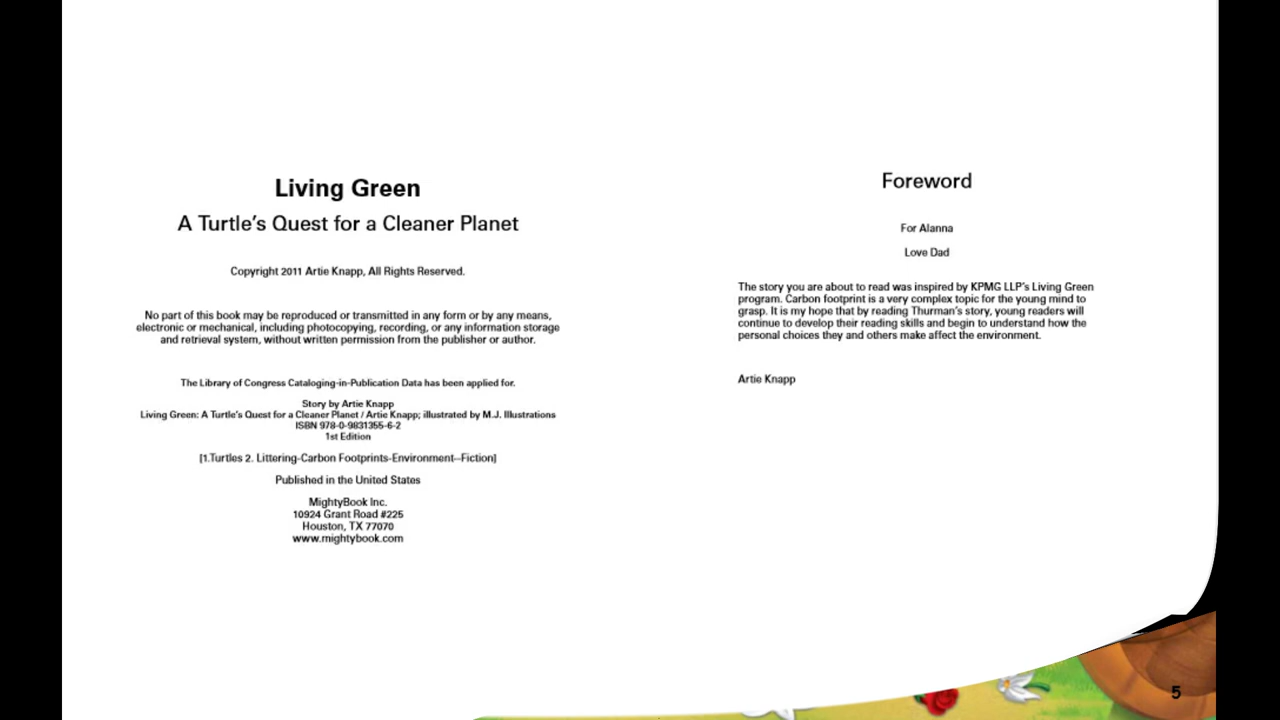 Living Green
A Turtle's Quest for a Cleaner Planet
Copyright 2011 Artie Knapp, All Rights Reserved.
No part of this book may be reproduced or transmitted in any form or by any means,
electronic or mechanical, including photocopying, recording, or any information storage
and retrieval system, without written permission from the publisher or author.
The Library of Congress Cataloging-in-Publication Data has been applied for.
Story by Artie Knapp
Living Green: A Turtle's Quest for a Cleaner Planet / Artie Knapp; illustrated by M.J. Illustrations
ISBN 978-0-9831355-6-2
1st Edition
[1.Turtles 2. Littering-Carbon Footprints-Environment--Fiction]
Published in the United States
MightyBook Inc.
10924 Grant Road #225
Houston, TX 77070
www.mightybook.com
Foreword
For Alanna
Love Dad
The story you are about to read was inspired by KPMG LLP's Living Green
program. Carbon footprint is a very complex topic for the young mind to
grasp. It is my hope that by reading Thurman's story, young readers will
continue to develop their reading skills and begin to understand how the
personal choices they and others make affect the environment.
Artie Knapp
5